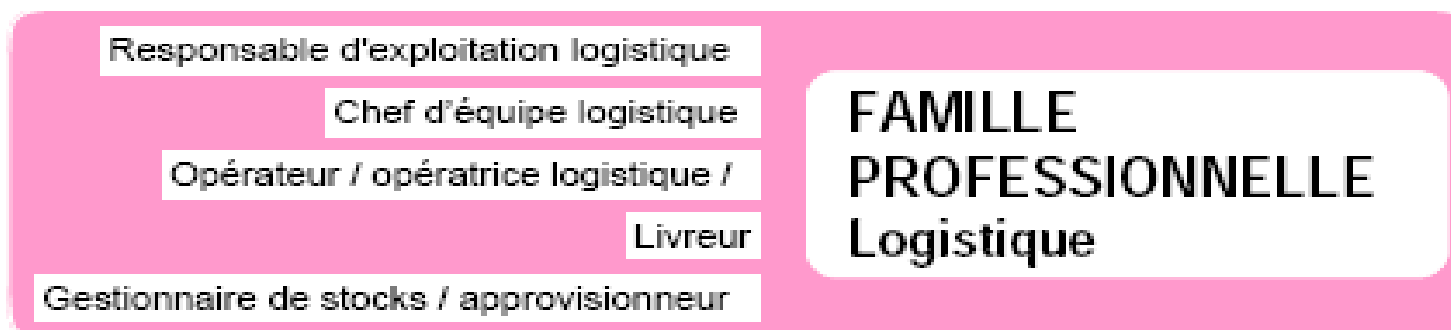 Responsable d'exploitation logistique
Chef d’équipe logistique
Opérateur / opératrice logistique /
Livreur
Gestionnaire de stocks / approvisionneur
FAMILLE
PROFESSIONNELLE
Logistique